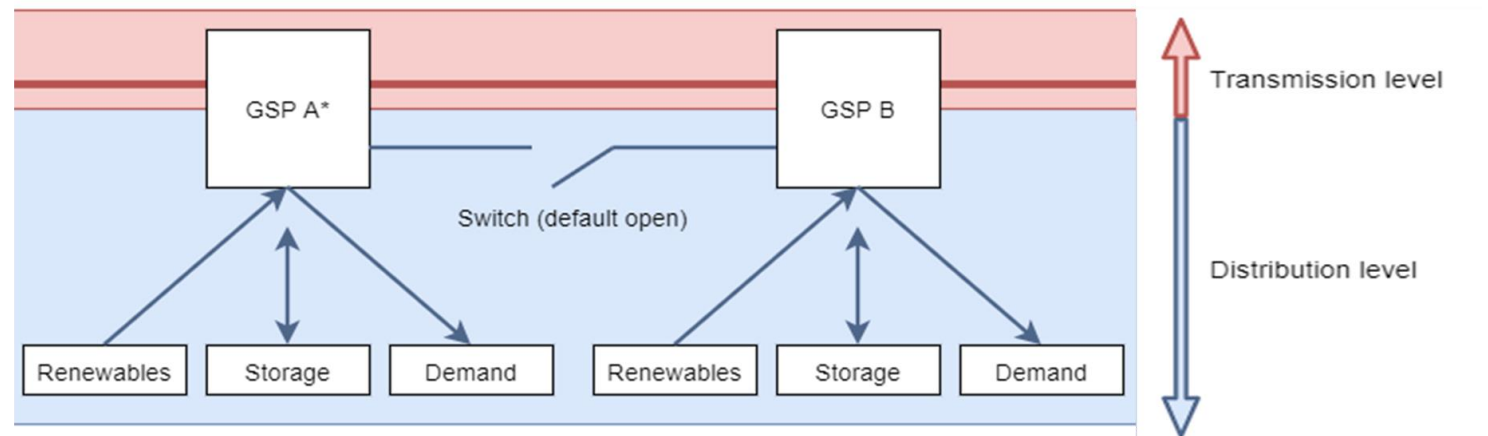 Transmission level
GSP A*
GSP B
Switch (default open)
Distribution level
Renewables
Storage
Demand
Renewables
Storage
Demand